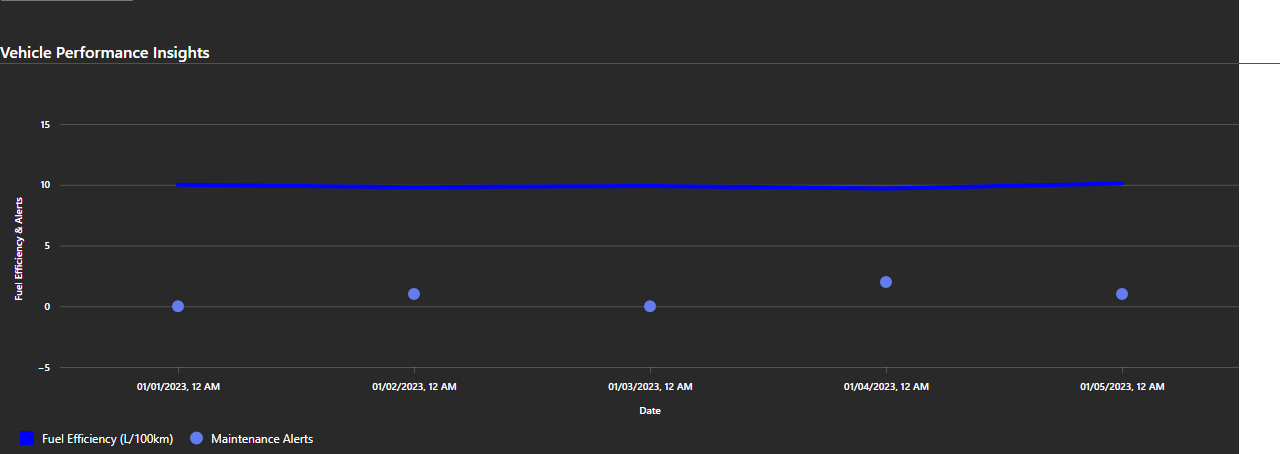 Vehicle Performance Insights
15
10
5
0
−5
Fuel Efficiency & Alerts
01/01/2023, 12 AM
01/02/2023, 12 AM
01/03/2023, 12 AM
01/04/2023, 12 AM
01/05/2023, 12 AM
Date
Fuel Efficiency (L/100km)
Maintenance Alerts